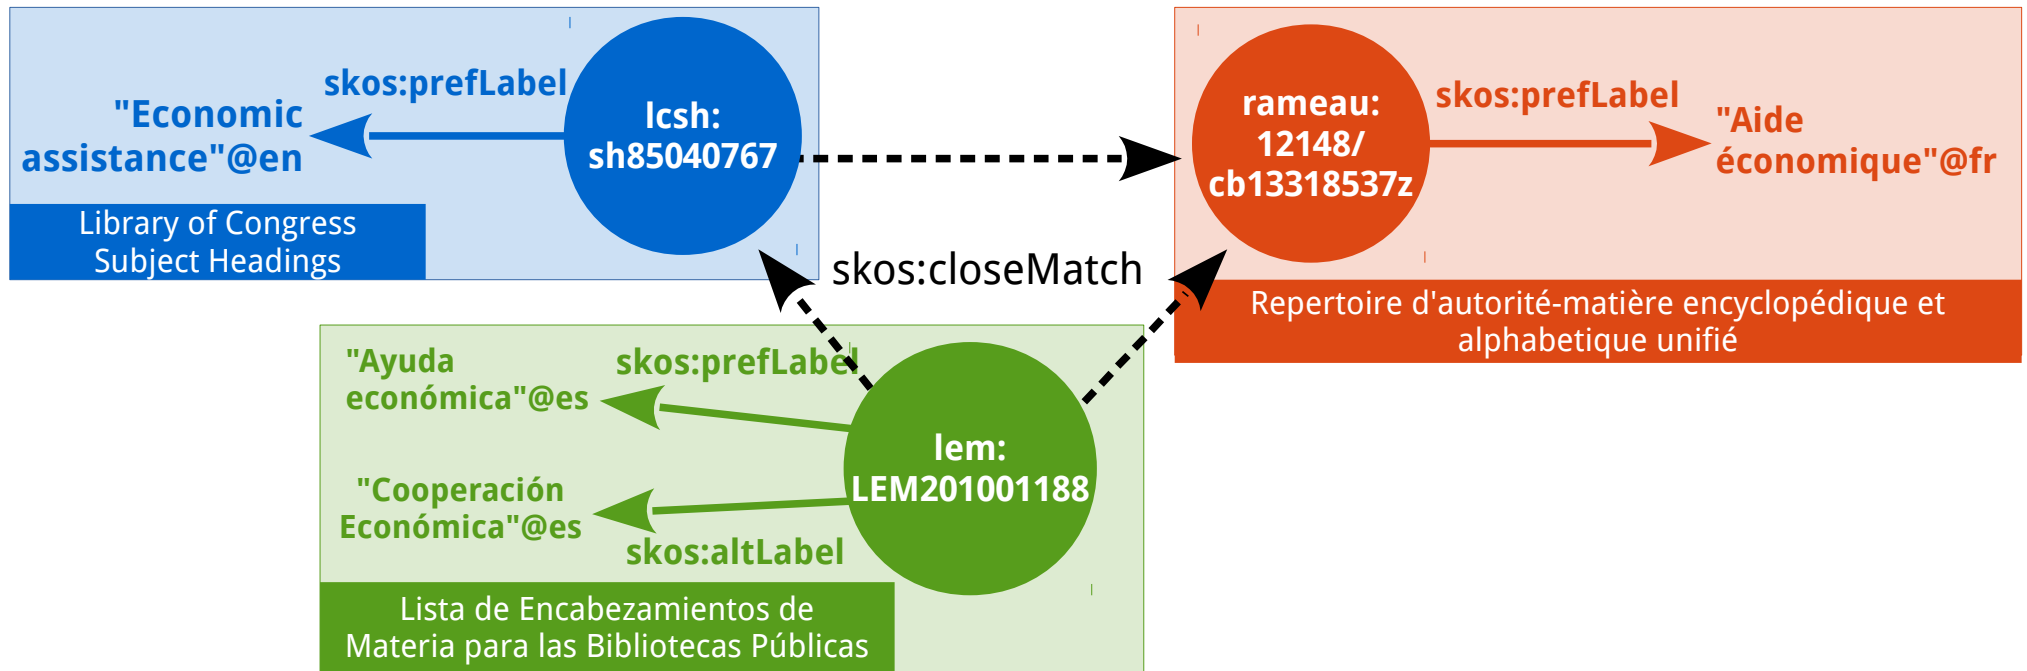 skos:prefLabel
"Economic
assistance"@en
lcsh:
sh85040767
Library of Congress
Subject Headings
rameau:
12148/
cb13318537z
skos:prefLabel
"Aide
économique"@fr
Repertoire d'autorité-matière encyclopédique et
alphabetique unifié
skos:closeMatch
"Ayuda
económica"@es
skos:prefLabel
lem:
LEM201001188
"Cooperación
Económica"@es
skos:altLabel
Lista de Encabezamientos de
Materia para las Bibliotecas Públicas